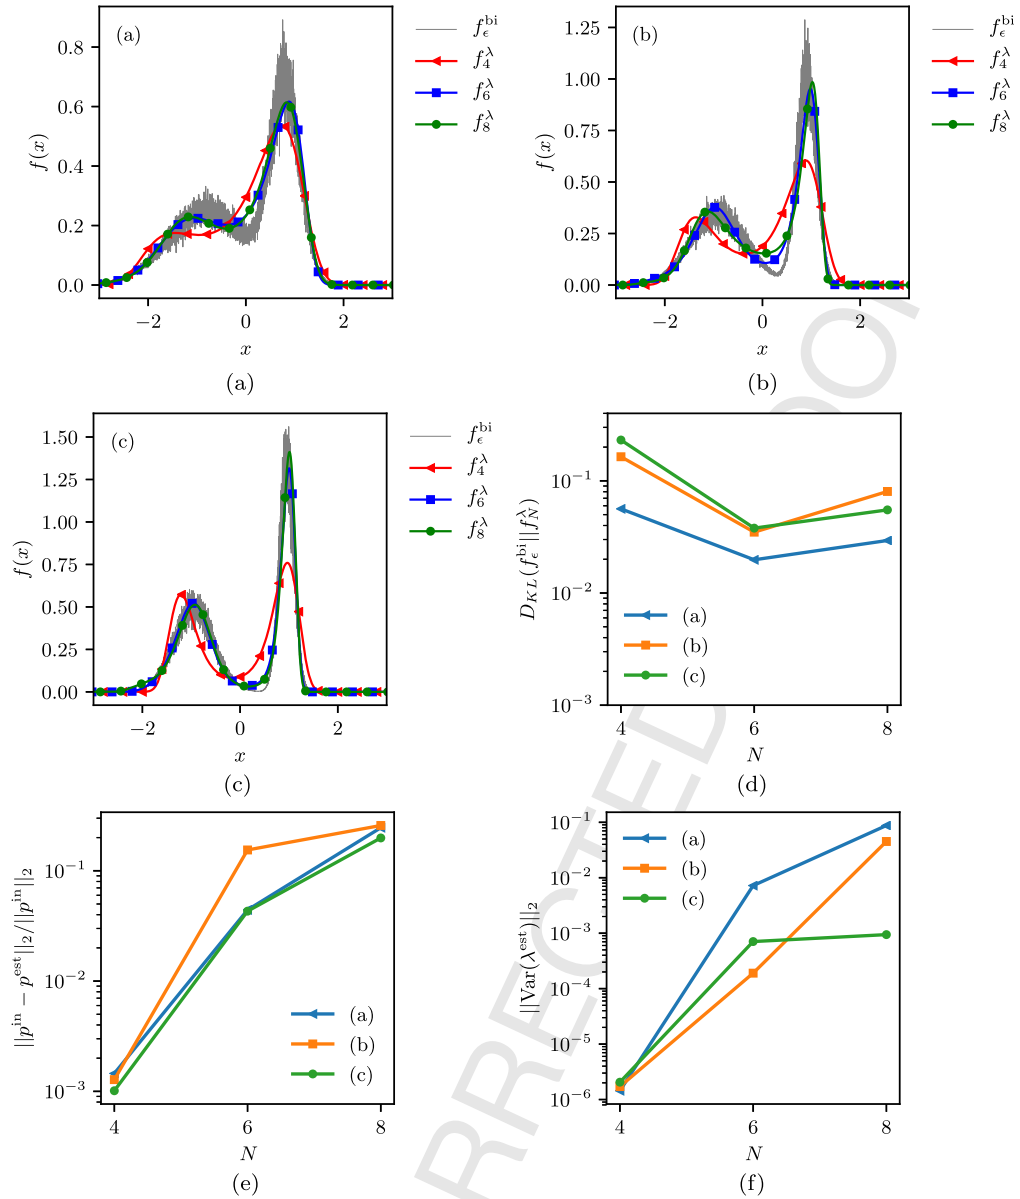 (a)
f_ϵ^bi
f_4^λ
f_6^λ
f_8^λ
0.8
0.6
0.4
0.2
0.0
f(x)
−2 0 2
x
(a)
(b)
f_ϵ^bi
f_4^λ
f_6^λ
f_8^λ
1.25
1.00
0.75
0.50
0.25
0.00
f(x)
−2 0 2
x
(b)
(c)
f_ϵ^bi
f_4^λ
f_6^λ
f_8^λ
1.50
1.25
1.00
0.75
0.50
0.25
0.00
f(x)
−2 0 2
x
(c)
10^−1
10^−2
10^−3
D_KL(f_ϵ^bi||f_N^λ)
(a)
(b)
(c)
4 6 8
N
(d)
10^−1
10^−2
10^−3
||p^in − p^est||_2/||p^in||_2
(a)
(b)
(c)
4 6 8
N
(e)
10^−1
10^−2
10^−3
10^−4
10^−5
10^−6
||Var(λ^est)||_2
(a)
(b)
(c)
4 6 8
N
(f)
RRECTED